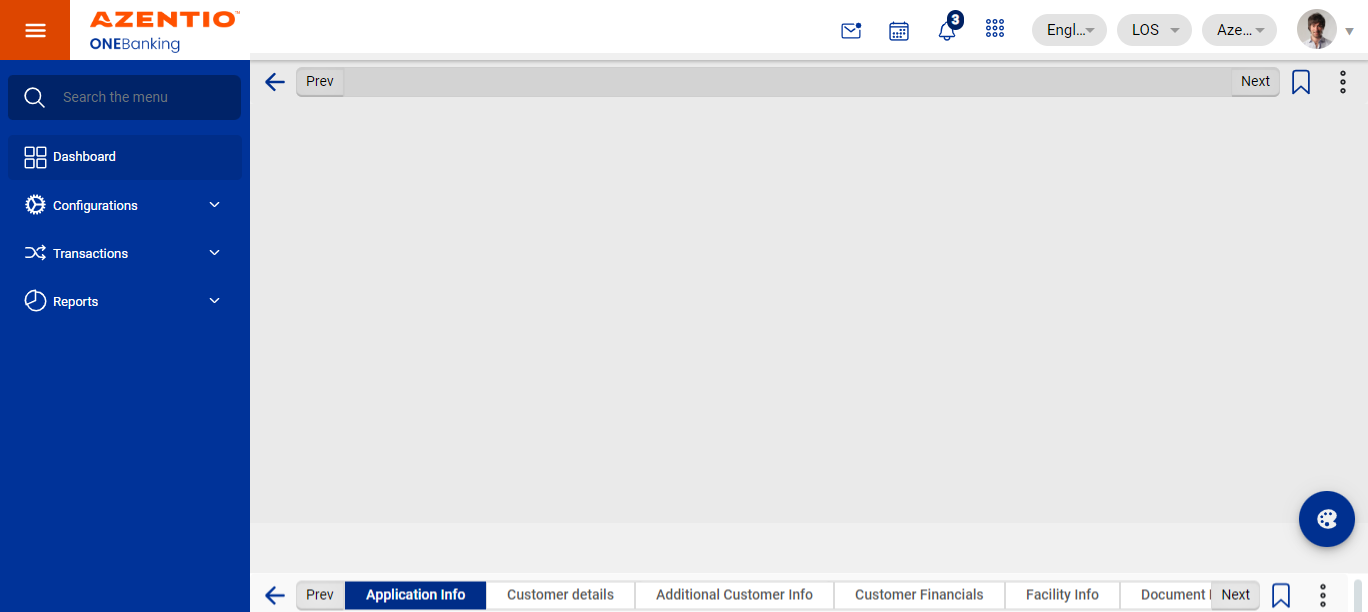 AZENTIO™
ONEBanking
3
Engl...
LOS
Aze...
Search the menu
Dashboard
Configurations
Transactions
Reports
Prev
Next
Prev
Application Info
Customer details
Additional Customer Info
Customer Financials
Facility Info
Document
Next